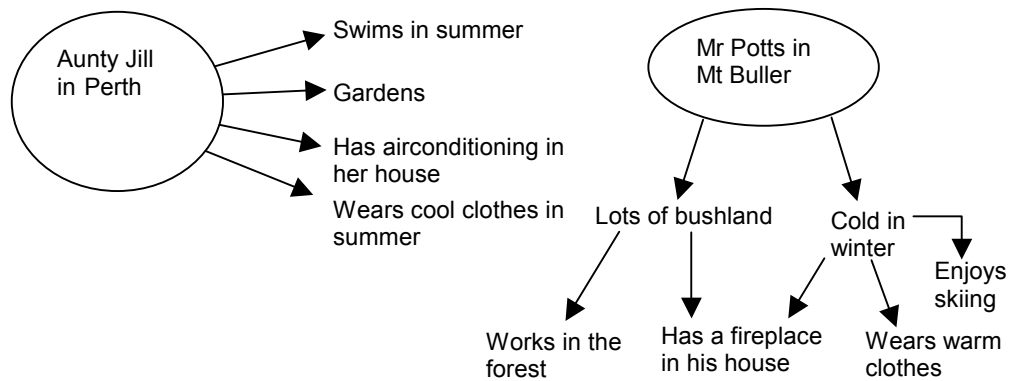 Aunty Jill
in Perth
Swims in summer
Gardens
Has airconditioning in
her house
Wears cool clothes in
summer
Mr Potts in
Mt Buller
Lots of bushland
Cold in
winter
Enjoys
skiing
Works in the
forest
Has a fireplace
in his house
Wears warm
clothes